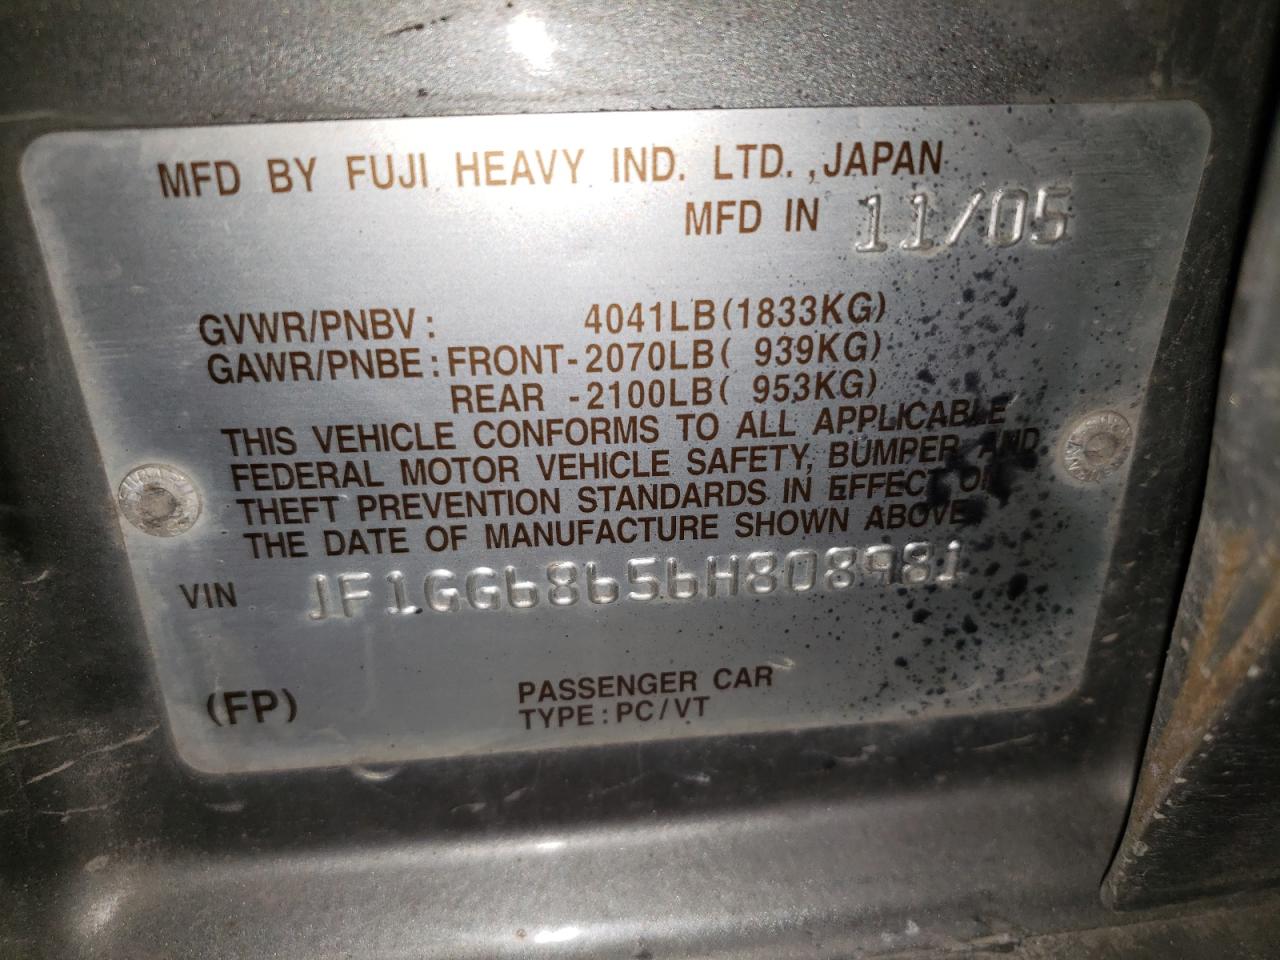 MFD BY FUJI HEAVY IND. LTD. ,JAPAN
MFD IN 11/05
GVWR/PNBV : 4041LB(1833KG)
GAWR/PNBE : FRONT-2070LB( 939KG)
REAR -2100LB( 953KG)
THIS VEHICLE CONFORMS TO ALL APPLICABLE
FEDERAL MOTOR VEHICLE SAFETY, BUMPER AND
THEFT PREVENTION STANDARDS IN EFFECT ON
THE DATE OF MANUFACTURE SHOWN ABOVE
VIN JF1GG68656H808981
(FP) PASSENGER CAR
TYPE : PC/VT